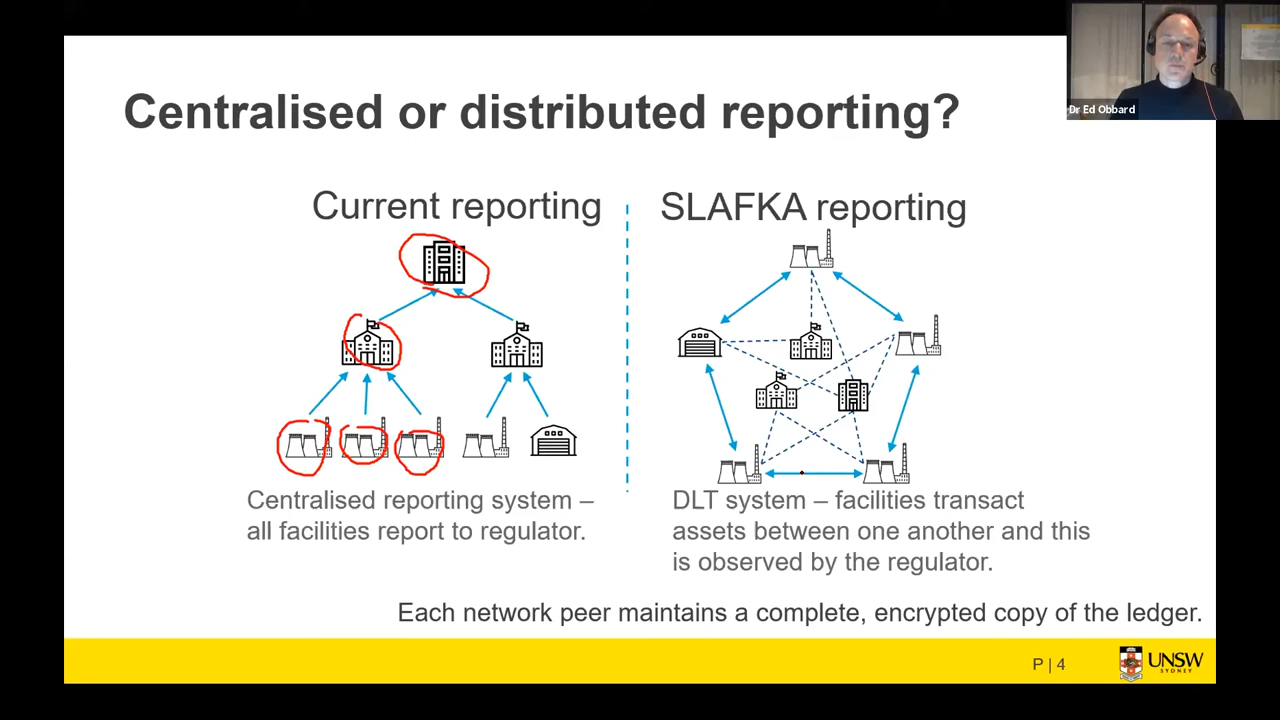 Dr Ed Obbard
Centralised or distributed reporting?
Current reporting
SLAFKA reporting
Centralised reporting system –
all facilities report to regulator.
DLT system – facilities transact
assets between one another and this
is observed by the regulator.
Each network peer maintains a complete, encrypted copy of the ledger.
P | 4
UNSW
SYDNEY